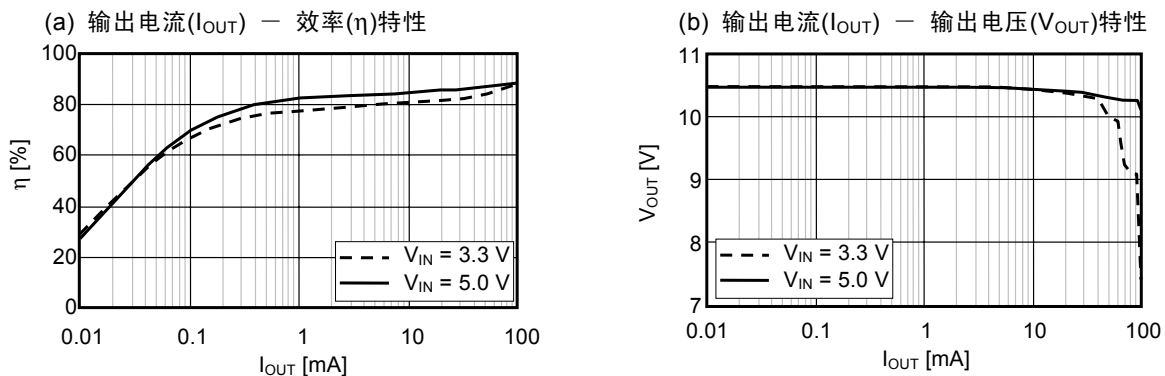 (a) 输出电流(IOUT) － 效率(η)特性
100
80
60
40
20
0
η [%]
VIN = 3.3 V
VIN = 5.0 V
0.01
0.1
1
10
100
IOUT [mA]
(b) 输出电流(IOUT) － 输出电压(VOUT)特性
11
10
9
8
7
VOUT [V]
VIN = 3.3 V
VIN = 5.0 V
0.01
0.1
1
10
100
IOUT [mA]